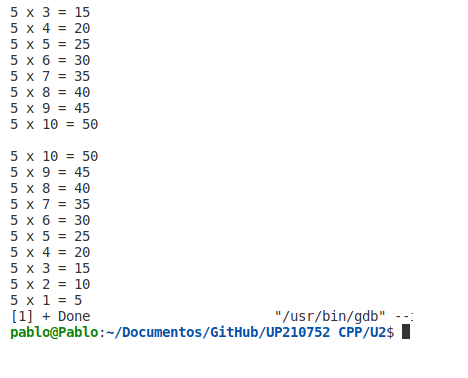 5 x 3 = 15
5 x 4 = 20
5 x 5 = 25
5 x 6 = 30
5 x 7 = 35
5 x 8 = 40
5 x 9 = 45
5 x 10 = 50
5 x 10 = 50
5 x 9 = 45
5 x 8 = 40
5 x 7 = 35
5 x 6 = 30
5 x 5 = 25
5 x 4 = 20
5 x 3 = 15
5 x 2 = 10
5 x 1 = 5
[1] + Done                       "/usr/bin/gdb" --
pablo@Pablo:~/Documentos/GitHub/UP210752 CPP/U2$